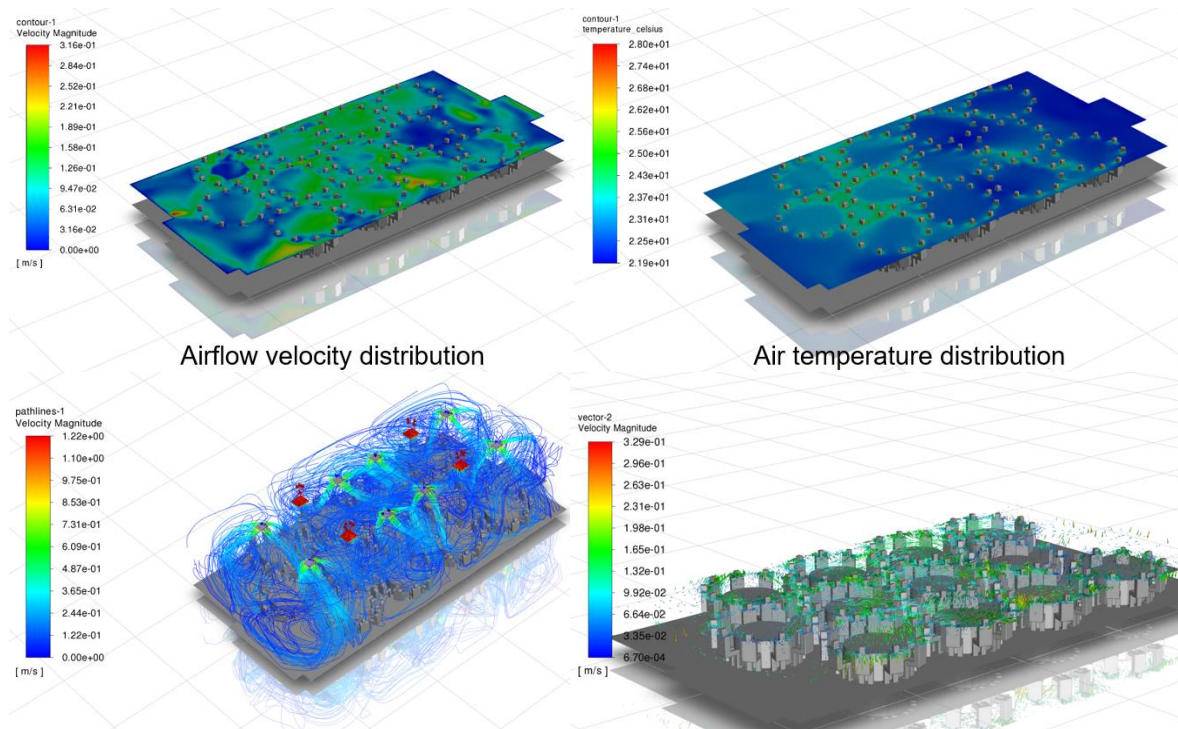 contour-1
Velocity Magnitude
3.16e-01
2.84e-01
2.52e-01
2.21e-01
1.89e-01
1.58e-01
1.26e-01
9.47e-02
6.31e-02
3.16e-02
0.00e+00
[ m/s ]
contour-1
temperature_celsius
2.80e+01
2.74e+01
2.68e+01
2.62e+01
2.56e+01
2.50e+01
2.43e+01
2.37e+01
2.31e+01
2.25e+01
2.19e+01
Airflow velocity distribution
Air temperature distribution
pathlines-1
Velocity Magnitude
1.22e+00
1.10e+00
9.75e-01
8.53e-01
7.31e-01
6.09e-01
4.87e-01
3.65e-01
2.44e-01
1.22e-01
0.00e+00
[ m/s ]
vector-2
Velocity Magnitude
3.29e-01
2.96e-01
2.63e-01
2.31e-01
1.98e-01
1.65e-01
1.32e-01
9.92e-02
6.64e-02
3.35e-02
6.70e-04
[ m/s ]